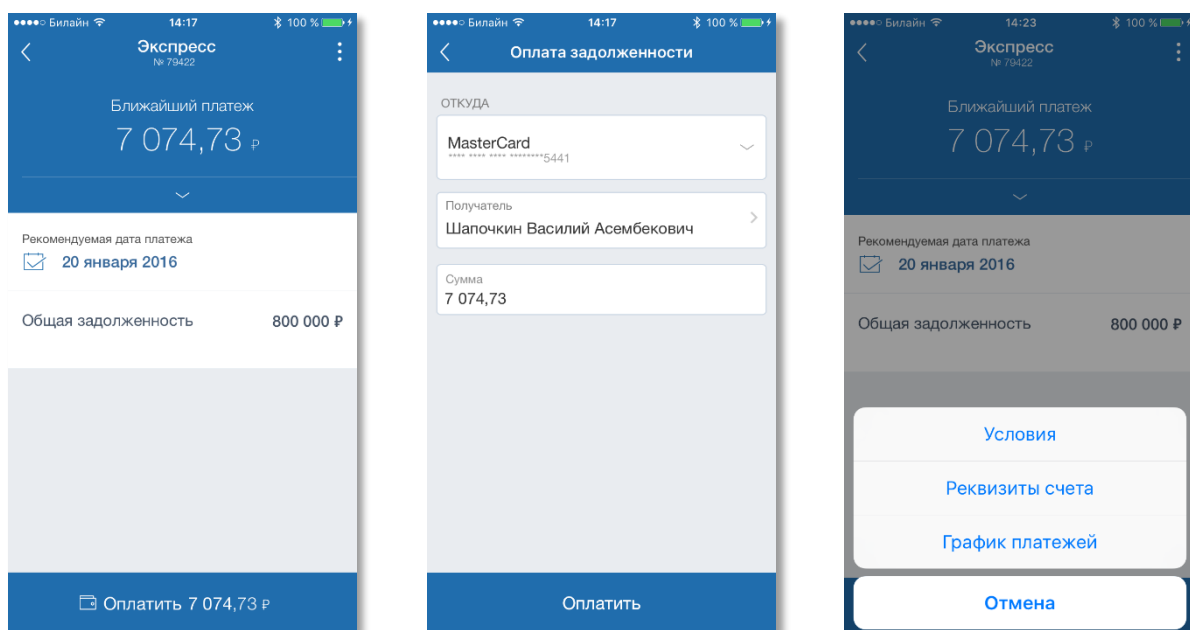 ●●●●○ Билайн 14:17 100 %
Экспресс
№ 79422
Ближайший платеж
7 074,73 ₽
Рекомендуемая дата платежа
20 января 2016
Общая задолженность 800 000 ₽
Оплатить 7 074,73 ₽
●●●●○ Билайн 14:17 100 %
Оплата задолженности
ОТКУДА
MasterCard
**** **** **** ********5441
Получатель
Шапочкин Василий Асембекович
Сумма
7 074,73
Оплатить
●●●●○ Билайн 14:23 100 %
Экспресс
№ 79422
Ближайший платеж
7 074,73 ₽
Рекомендуемая дата платежа
20 января 2016
Общая задолженность 800 000 ₽
Условия
Реквизиты счета
График платежей
Отмена